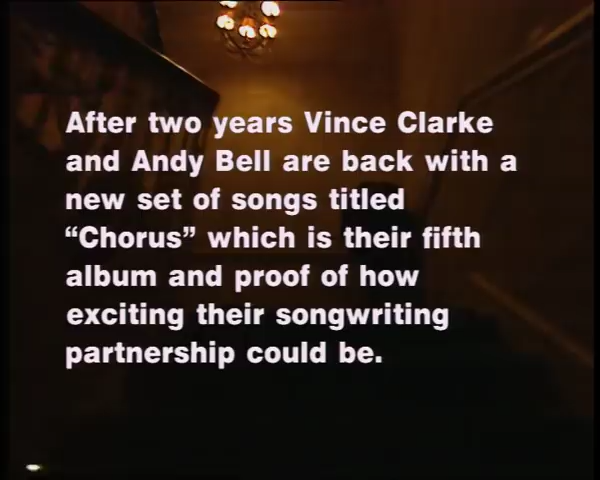 After two years Vince Clarke
and Andy Bell are back with a
new set of songs titled
“Chorus” which is their fifth
album and proof of how
exciting their songwriting
partnership could be.